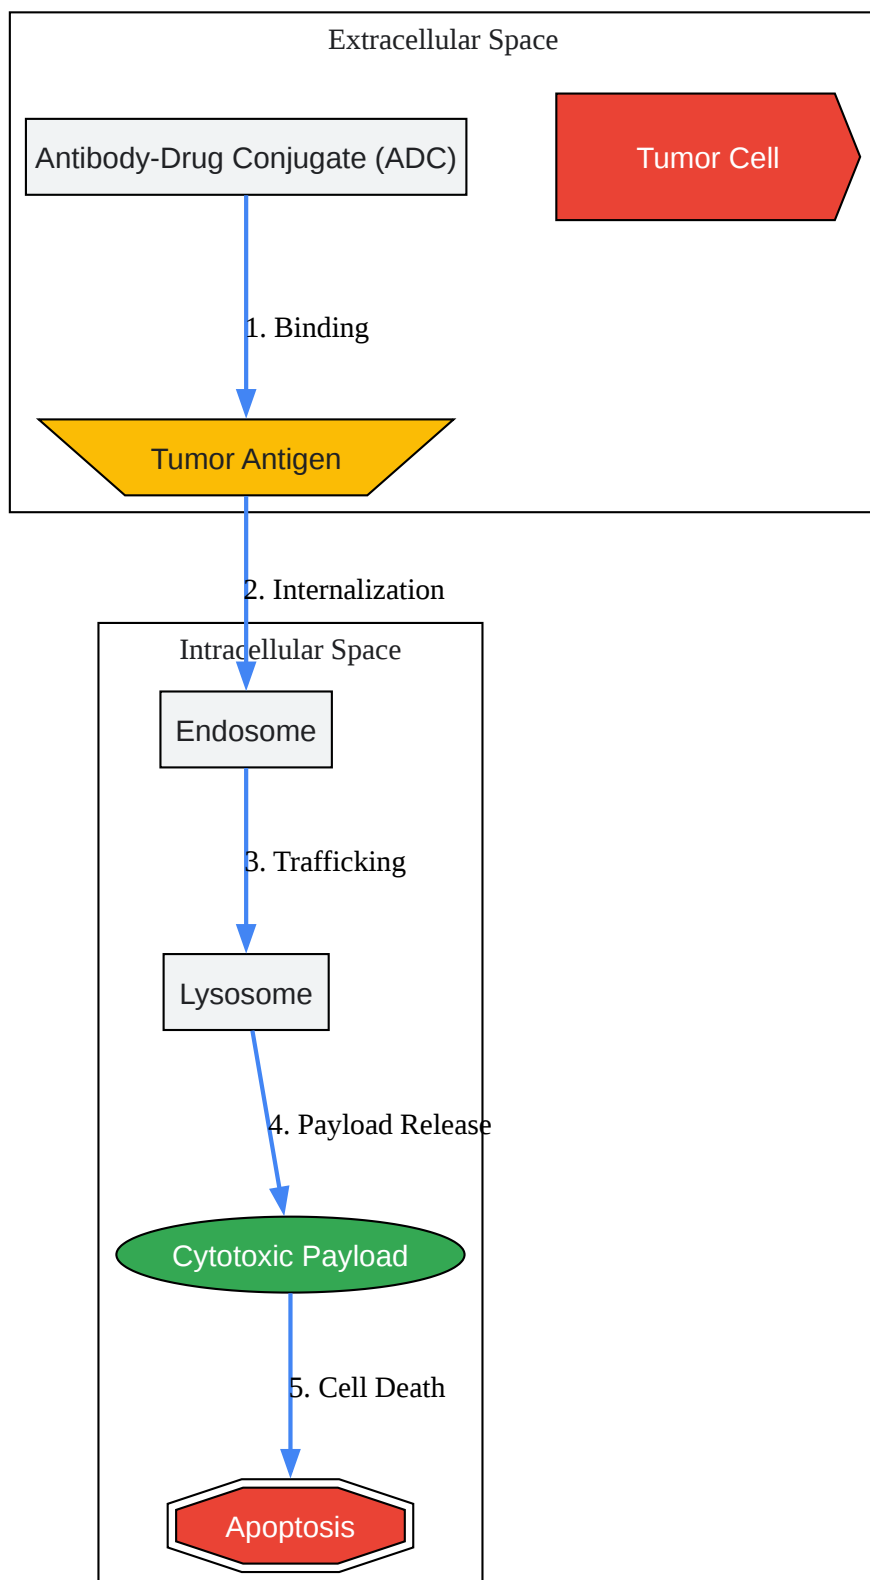 Extracellular Space
Antibody-Drug Conjugate (ADC)
Tumor Cell
1. Binding
Tumor Antigen
2. Internalization
Intracellular Space
Endosome
3. Trafficking
Lysosome
4. Payload Release
Cytotoxic Payload
5. Cell Death
Apoptosis